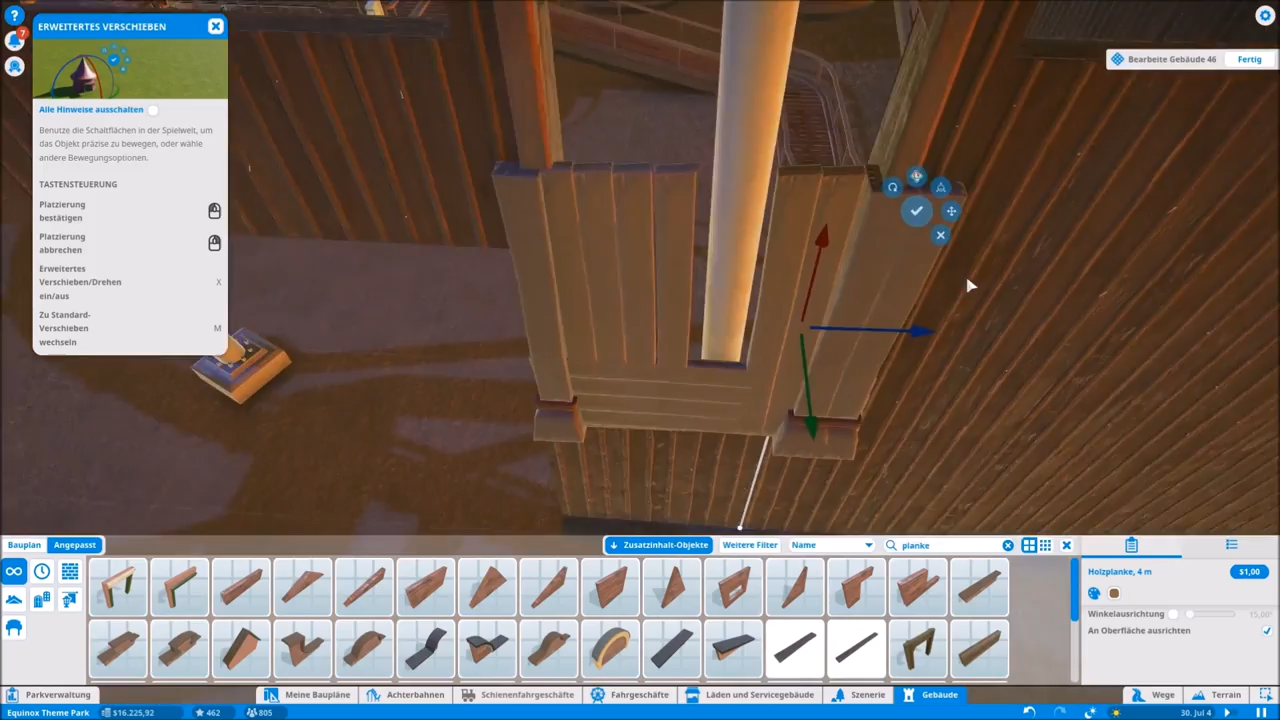 ?
7
ERWEITERTES VERSCHIEBEN
Alle Hinweise ausschalten
Benutze die Schaltflächen in der Spielwelt, um
das Objekt präzise zu bewegen, oder wähle
andere Bewegungsoptionen.
TASTENSTEUERUNG
Platzierung
bestätigen
Platzierung
abbrechen
Erweitertes
Verschieben/Drehen
ein/aus
X
Zu Standard-
Verschieben
wechseln
M
Bearbeite Gebäude 46
Fertig
Bauplan
Angepasst
Zusatzinhalt-Objekte
Weitere Filter
Name
planke
Holzplanke, 4 m
$1,00
Winkelausrichtung
15,00°
An Oberfläche ausrichten
Parkverwaltung
Meine Baupläne
Achterbahnen
Schienenfahrgeschäfte
Fahrgeschäfte
Läden und Servicegebäude
Szenerie
Gebäude
Wege
Terrain
Equinox Theme Park
$16.225,92
462
805
30. Jul 4